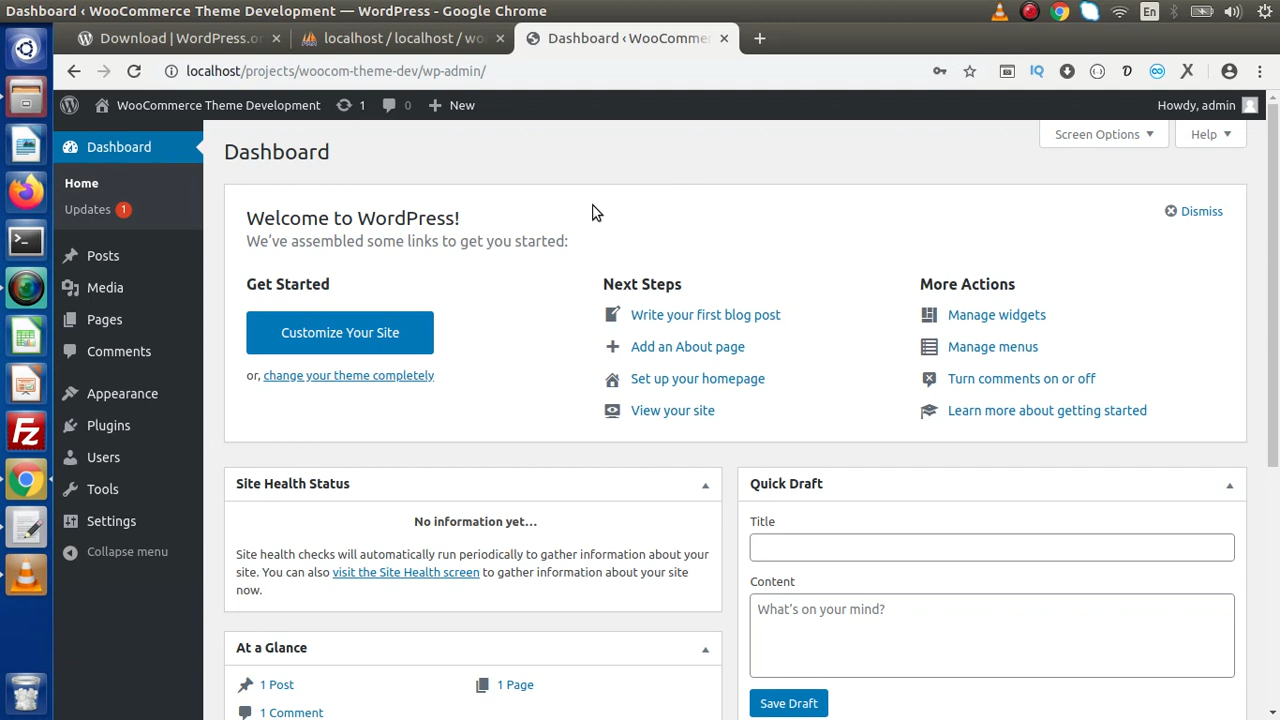 Dashboard ‹ WooCommerce Theme Development — WordPress - Google Chrome
En
Download | WordPress.or
localhost / localhost / wo
Dashboard ‹ WooComme
localhost/projects/woocom-theme-dev/wp-admin/
IQ
WooCommerce Theme Development
1
0
New
Howdy, admin
Dashboard
Screen Options
Help
Dashboard
Home
Updates 1
Posts
Media
Pages
Comments
Appearance
Plugins
Users
Tools
Settings
Collapse menu
Welcome to WordPress!
Dismiss
We've assembled some links to get you started:
Get Started
Customize Your Site
or, change your theme completely
Next Steps
Write your first blog post
Add an About page
Set up your homepage
View your site
More Actions
Manage widgets
Manage menus
Turn comments on or off
Learn more about getting started
Site Health Status
No information yet…
Site health checks will automatically run periodically to gather information about your
site. You can also visit the Site Health screen to gather information about your site
now.
At a Glance
1 Post
1 Page
1 Comment
Quick Draft
Title
Content
What's on your mind?
Save Draft